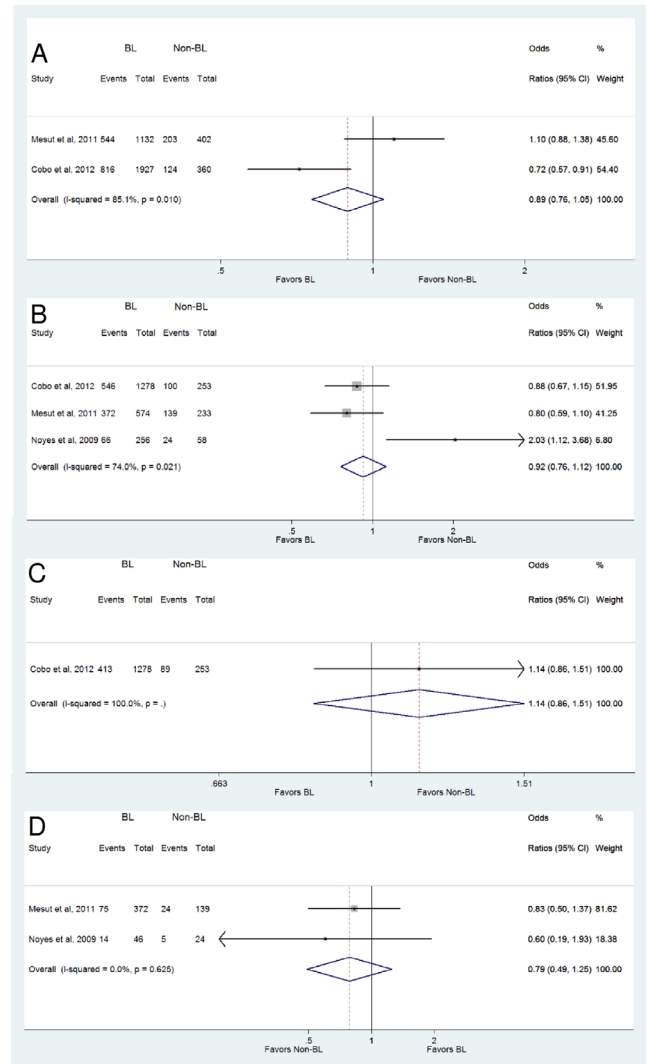 A
BL Non-BL Odds %
Study Events Total Events Total Ratios (95% CI) Weight
Mesut et al, 2011 544 1132 203 402 1.10 (0.88, 1.38) 45.60
Cobo et al. 2012 816 1927 124 360 0.72 (0.57, 0.91) 54.40
Overall (I-squared = 85.1%, p = 0.010) 0.89 (0.76, 1.05) 100.00
.5 1 2
Favors BL Favors Non-BL
B
BL Non-BL Odds %
Study Events Total Events Total Ratios (95% CI) Weight
Cobo et al, 2012 546 1278 100 253 0.88 (0.67, 1.15) 51.95
Mesut et al, 2011 372 574 139 233 0.80 (0.59, 1.10) 41.25
Noyes et al. 2009 66 256 24 58 2.03 (1.12, 3.68) 6.80
Overall (I-squared = 74.0%, p = 0.021) 0.92 (0.76, 1.12) 100.00
.5 1 2
Favors BL Favors Non-BL
C
BL Non-BL Odds %
Study Events Total Events Total Ratios (95% CI) Weight
Cobo et al, 2012 413 1278 89 253 1.14 (0.86, 1.51) 100.00
Overall (I-squared = 100.0%, p = .) 1.14 (0.86, 1.51) 100.00
.663 1 1.51
Favors BL Favors Non-BL
D
BL Non-BL Odds %
Study Events Total Events Total Ratios (95% CI) Weight
Mesut et al, 2011 75 372 24 139 0.83 (0.50, 1.37) 81.62
Noyes et al. 2009 14 46 5 24 0.60 (0.19, 1.93) 18.38
Overall (I-squared = 0.0%, p = 0.625) 0.79 (0.49, 1.25) 100.00
.5 1 2
Favors Non-BL Favors BL